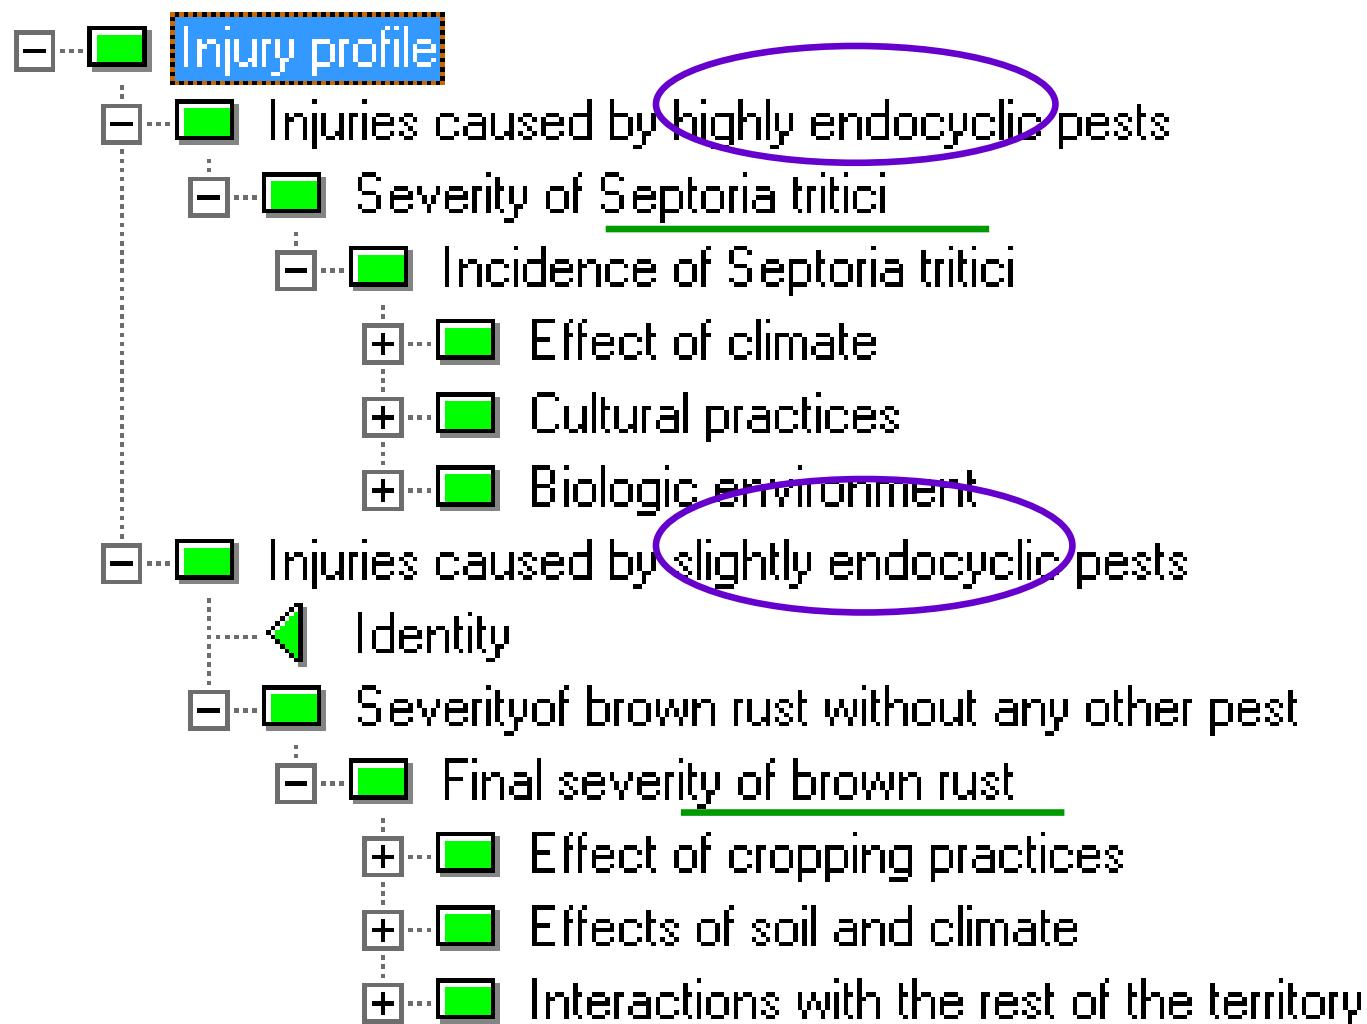 Injury profile
Injuries caused by highly endocyclic pests
Severity of Septoria tritici
Incidence of Septoria tritici
Effect of climate
Cultural practices
Biologic environment
Injuries caused by slightly endocyclic pests
Identity
Severityof brown rust without any other pest
Final severity of brown rust
Effect of cropping practices
Effects of soil and climate
Interactions with the rest of the territory